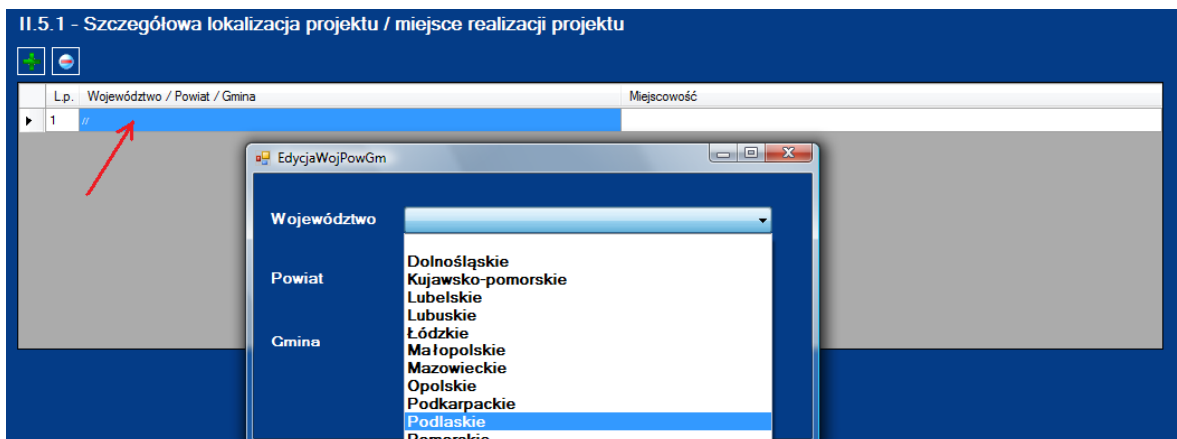 II.5.1 - Szczegółowa lokalizacja projektu / miejsce realizacji projektu
L.p. Województwo / Powiat / Gmina Miejscowość
1 //
EdycjaWojPowGm
Województwo
Dolnośląskie
Powiat Kujawsko-pomorskie
Lubelskie
Lubuskie
Gmina Łódzkie
Małopolskie
Mazowieckie
Opolskie
Podkarpackie
Podlaskie
Pomorskie